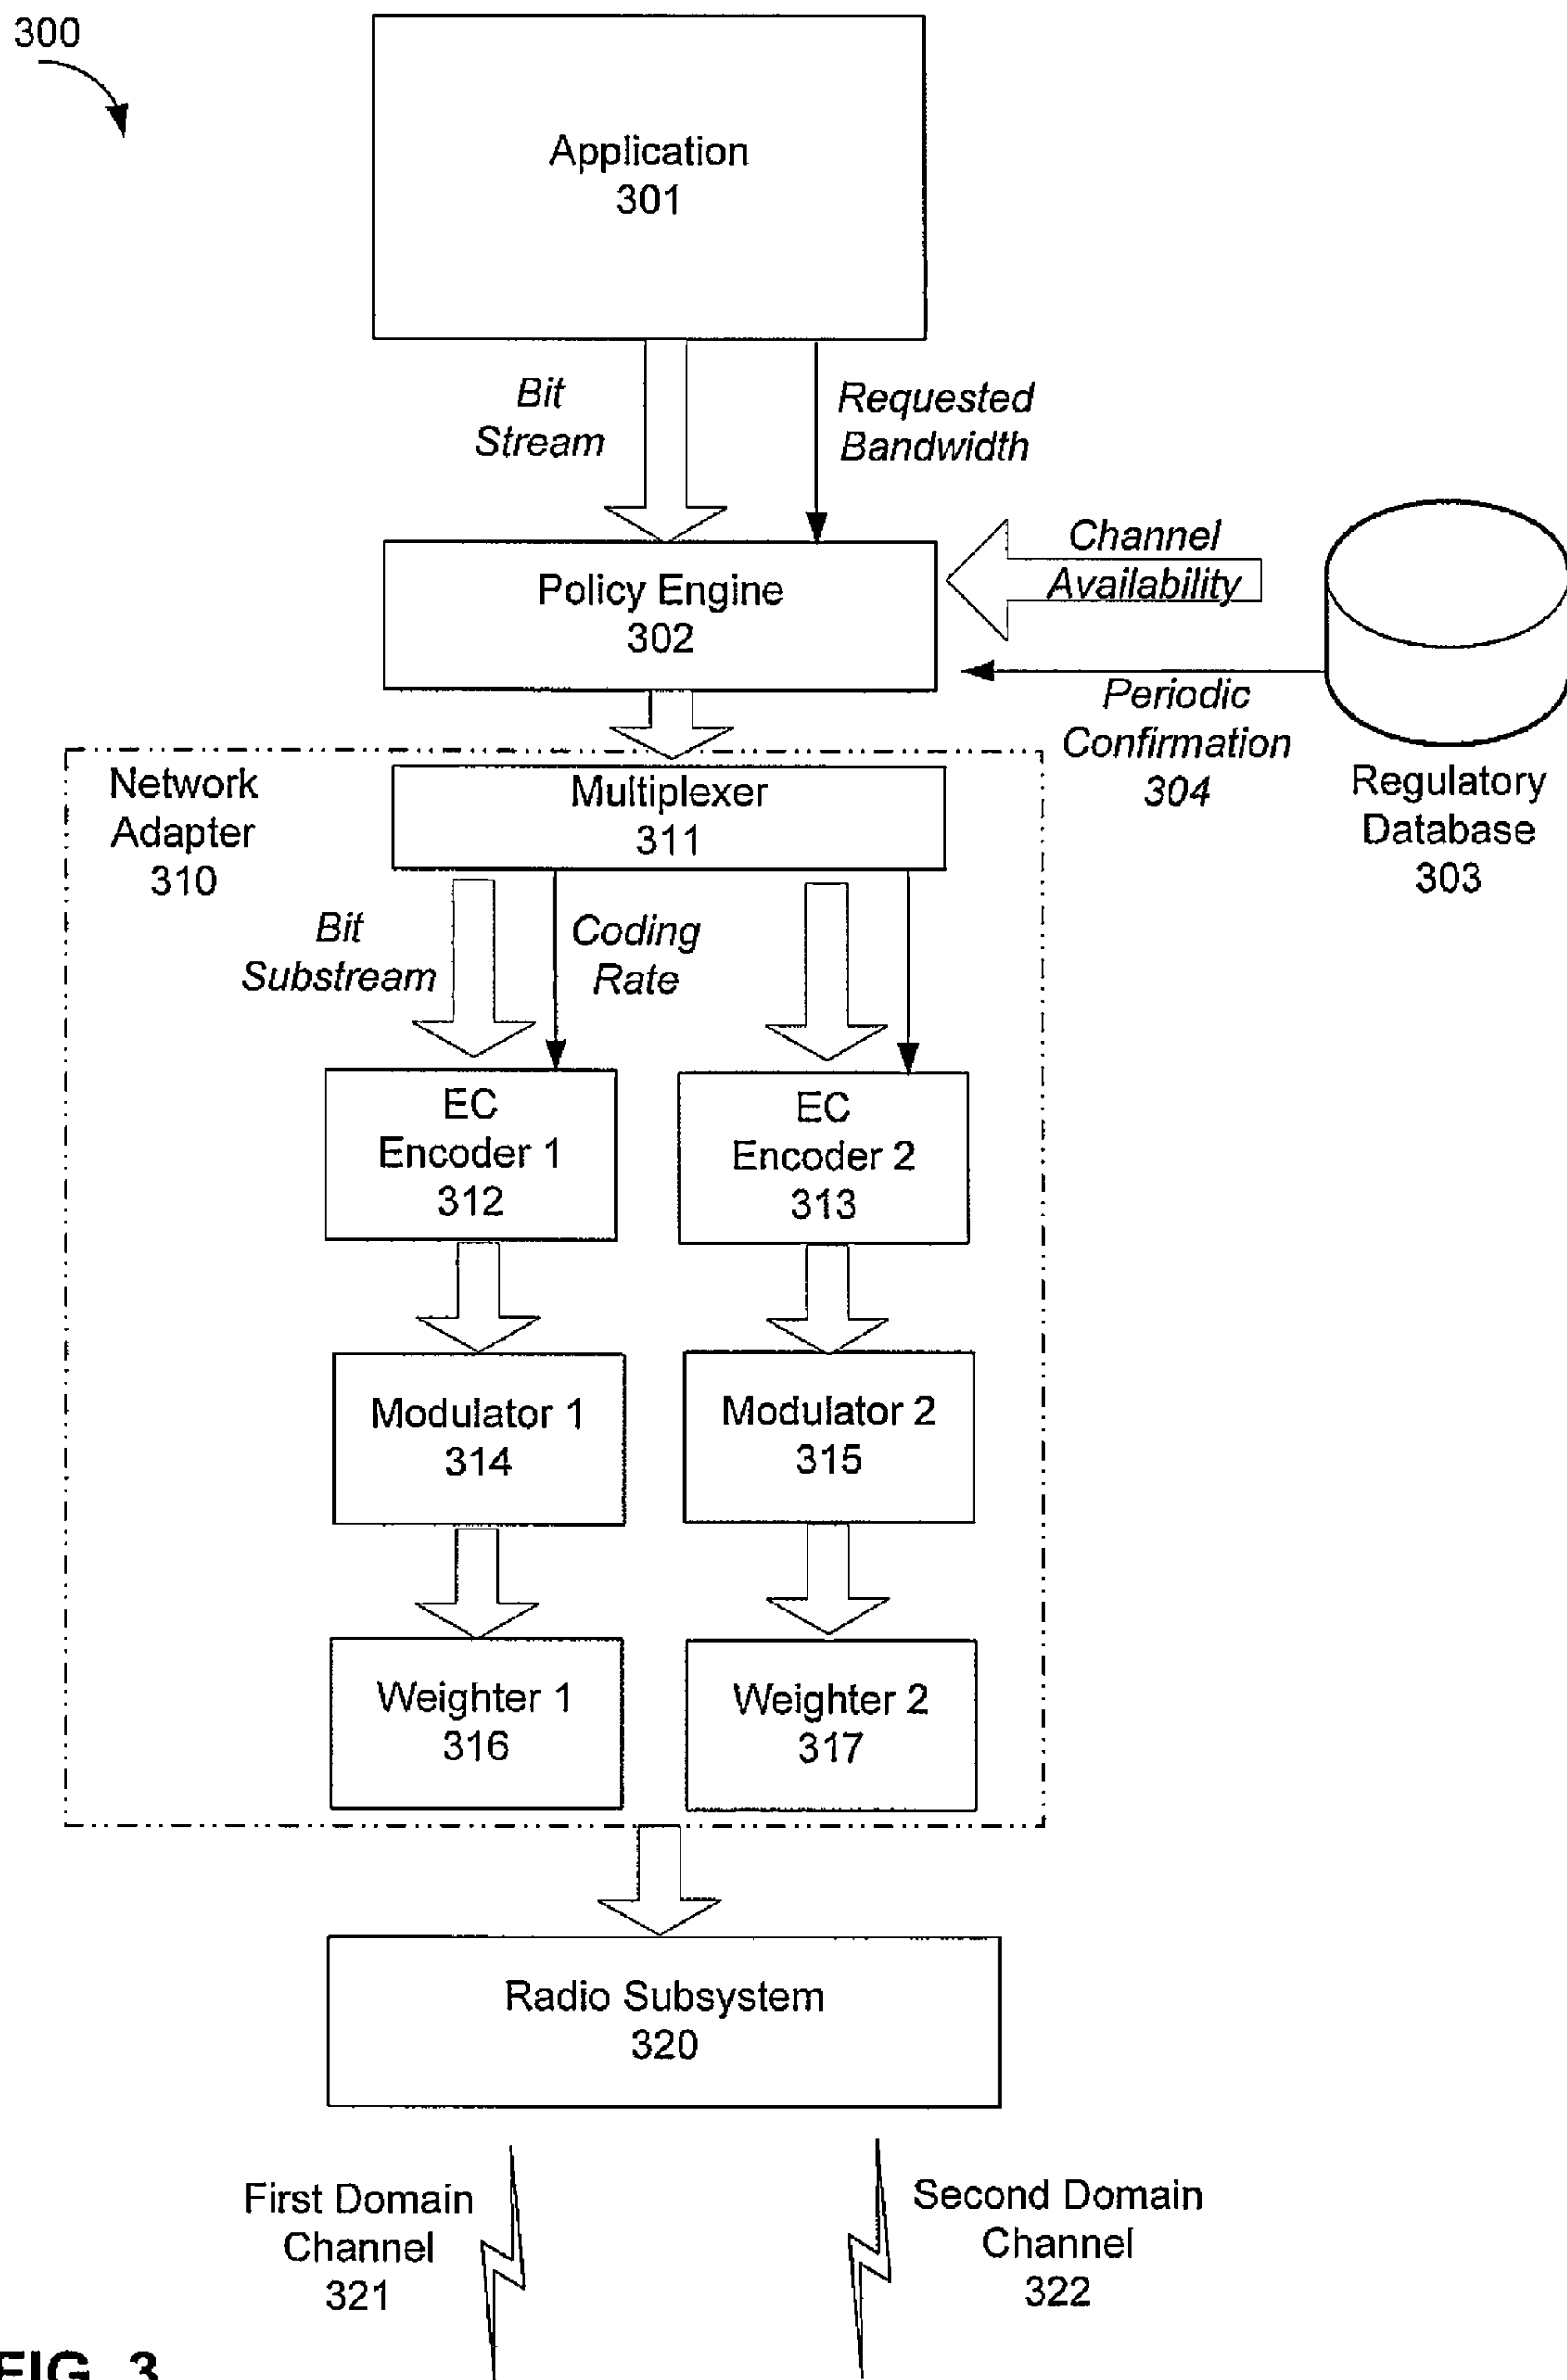 300
Application
301
Bit
Stream
Requested
Bandwidth
Channel
Availability
Policy Engine
302
Periodic
Confirmation
304
Regulatory
Database
303
Network
Adapter
310
Multiplexer
311
Bit
Substream
Coding
Rate
EC
Encoder 1
312
EC
Encoder 2
313
Modulator 1
314
Modulator 2
315
Weighter 1
316
Weighter 2
317
Radio Subsystem
320
First Domain
Channel
321
Second Domain
Channel
322
FIG. 3